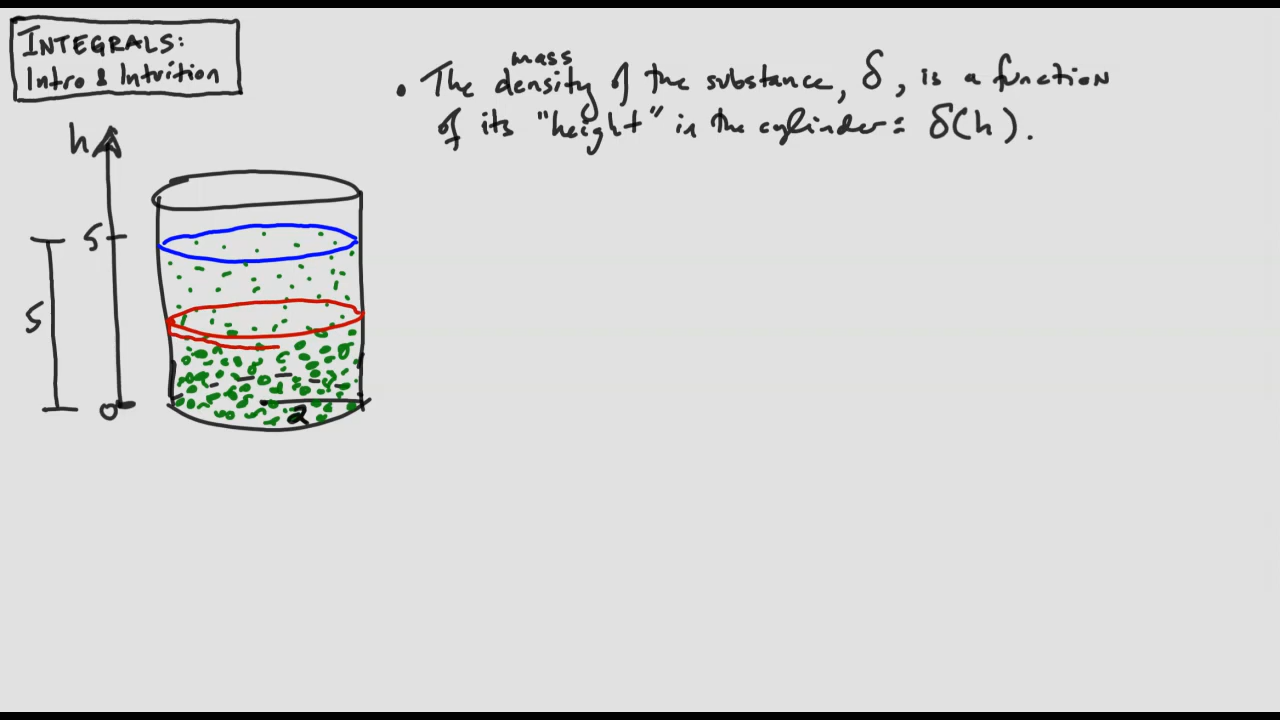 INTEGRALS:
Intro & Intuition
• The mass density of the substance, δ, is a function
of its "height" in the cylinder: δ(h).
h
5
5
0
2